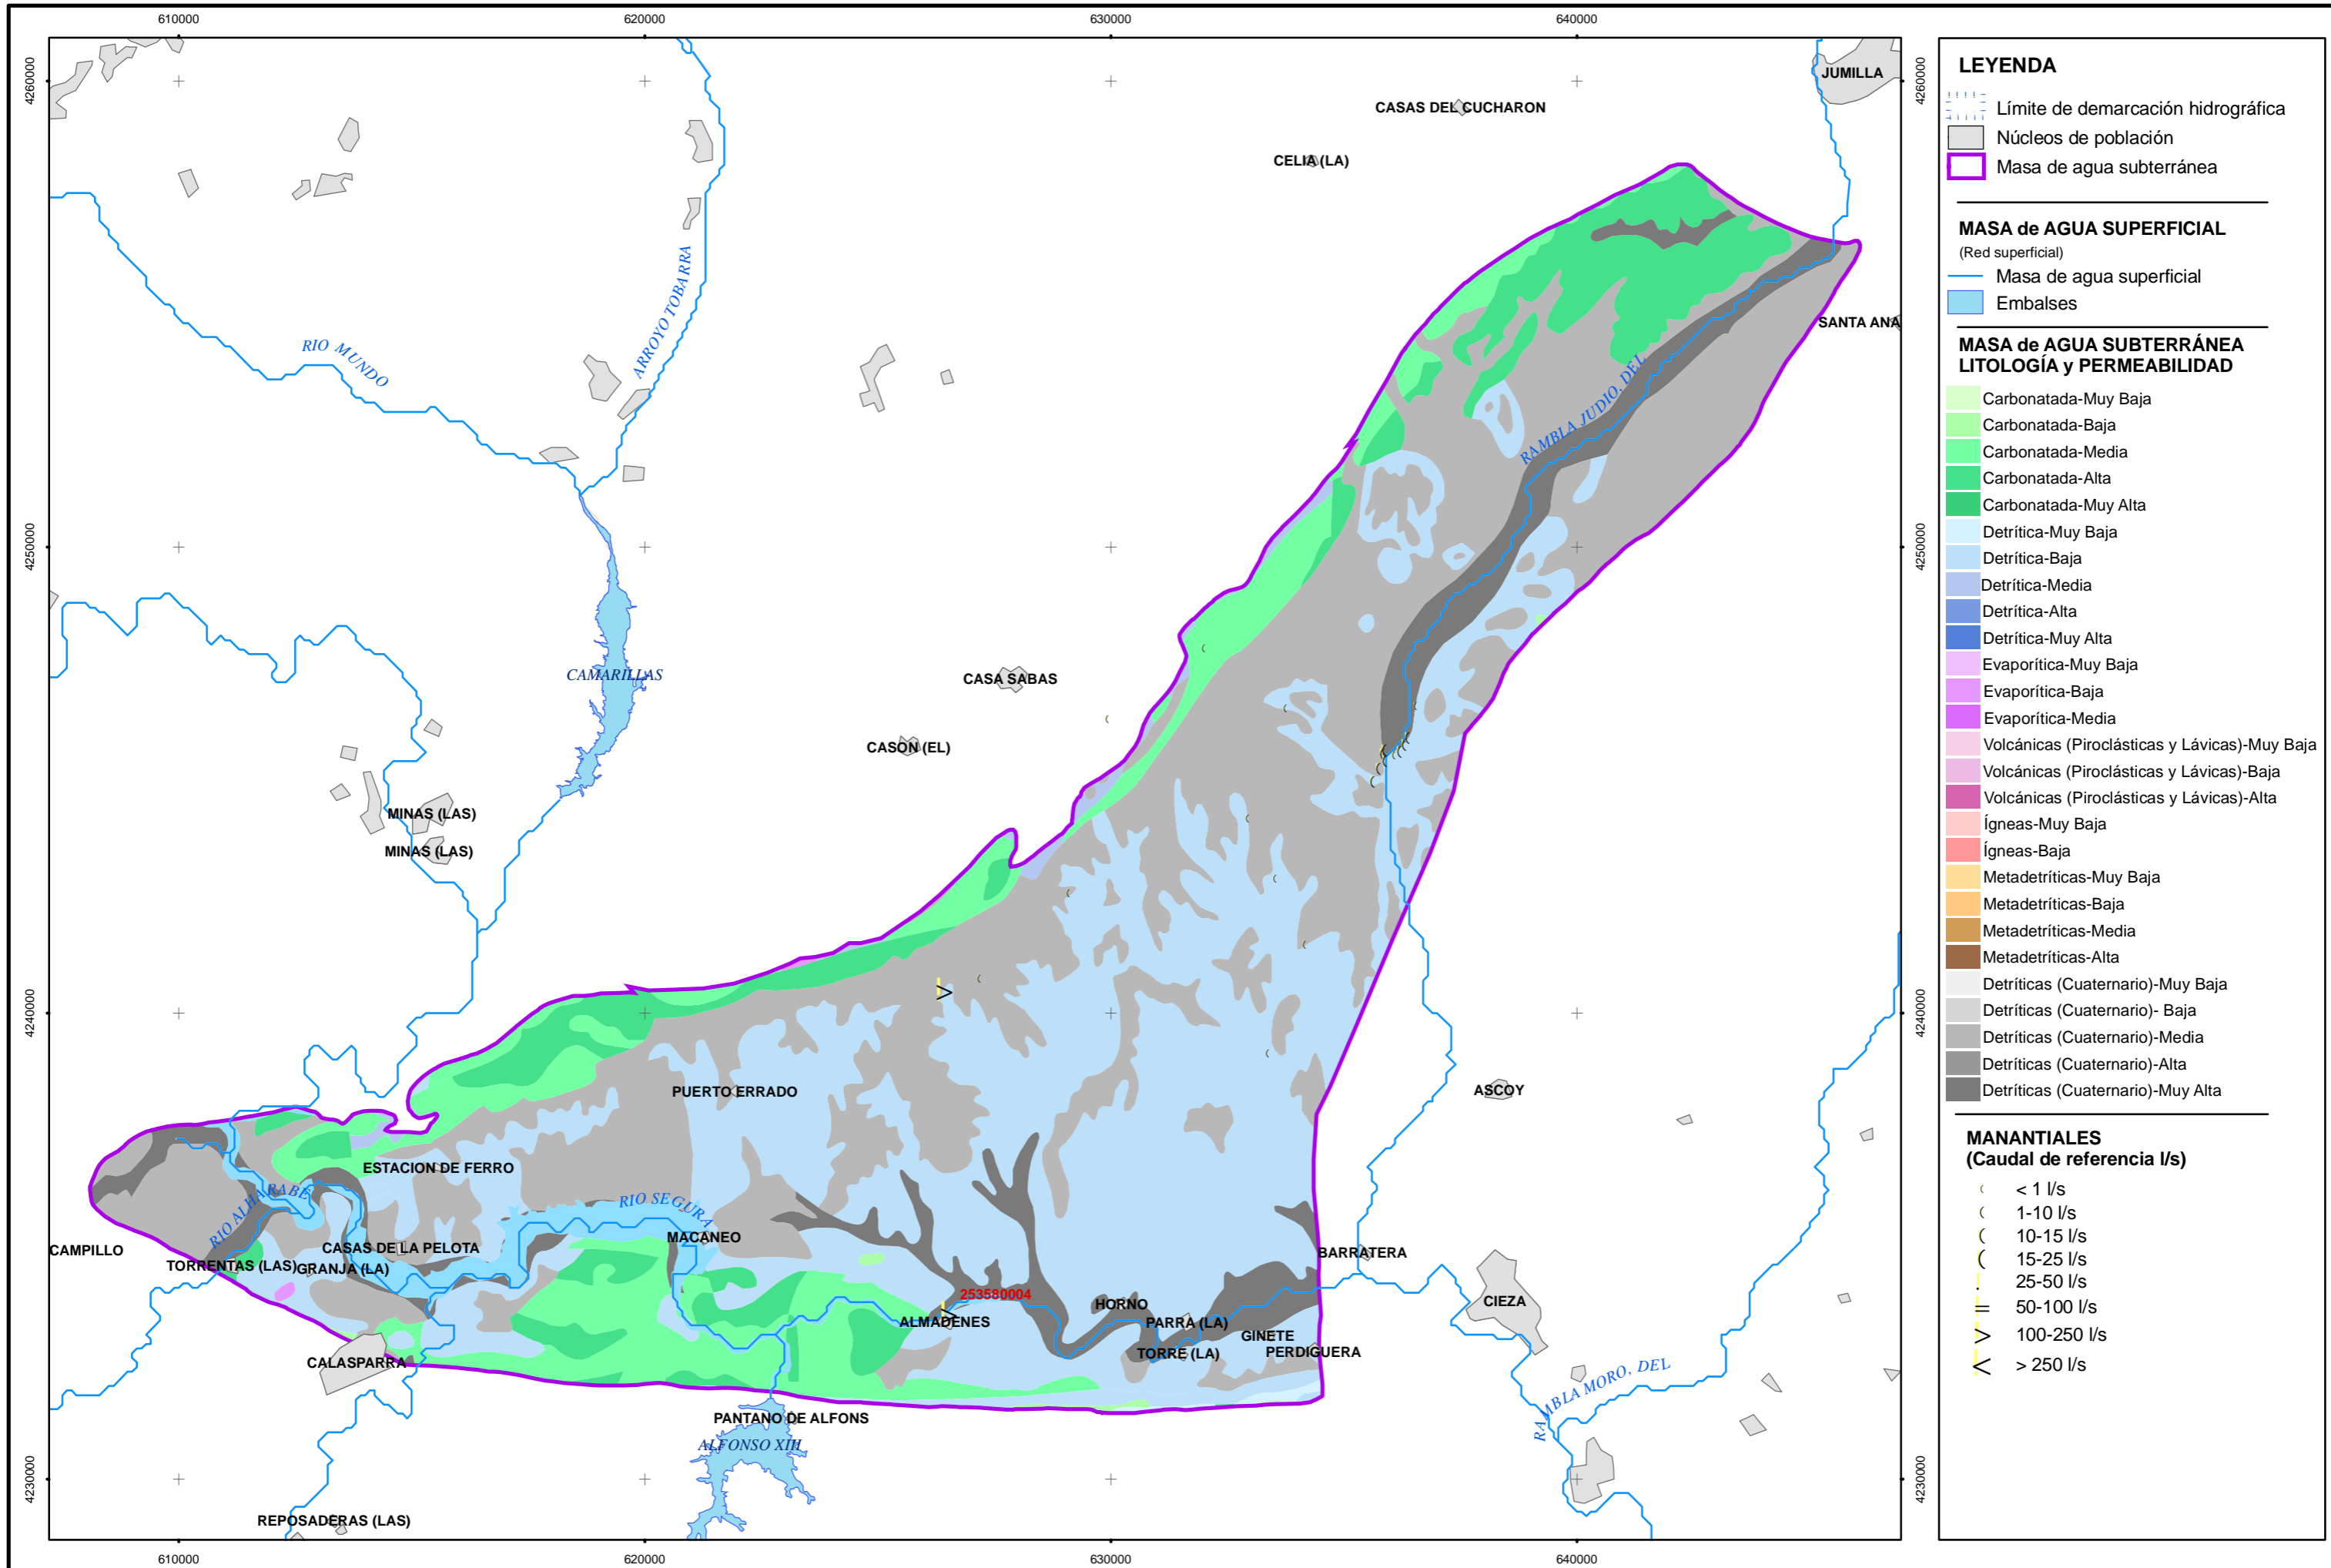 610000
620000
630000
640000
4260000
4250000
4240000
4230000
4260000
4250000
4240000
4230000
JUMILLA
CASAS DEL CUCHARON
CELIA (LA)
SANTA ANA
ARROYO TOBARRA
RIO MUNDO
RAMBLA JUDIO, DEL
CAMARILLAS
CASA SABAS
CASON (EL)
MINAS (LAS)
MINAS (LAS)
PUERTO ERRADO
ASCOY
ESTACION DE FERRO
RIO ALHARABE
RIO SEGURA
MACANEO
CASAS DE LA PELOTA
CAMPILLO
TORRENTAS (LAS)
GRANJA (LA)
BARRATERA
253580004
HORNO
CIEZA
ALMADENES
PARRA (LA)
GINETE
TORRE (LA)
PERDIGUERA
CALASPARRA
RAMBLA MORO, DEL
PANTANO DE ALFONS
ALFONSO XIII
REPOSADERAS (LAS)
610000
620000
630000
640000
LEYENDA
Límite de demarcación hidrográfica
Núcleos de población
Masa de agua subterránea
MASA de AGUA SUPERFICIAL
(Red superficial)
Masa de agua superficial
Embalses
MASA de AGUA SUBTERRÁNEA
LITOLOGÍA y PERMEABILIDAD
Carbonatada-Muy Baja
Carbonatada-Baja
Carbonatada-Media
Carbonatada-Alta
Carbonatada-Muy Alta
Detrítica-Muy Baja
Detrítica-Baja
Detrítica-Media
Detrítica-Alta
Detrítica-Muy Alta
Evaporítica-Muy Baja
Evaporítica-Baja
Evaporítica-Media
Volcánicas (Piroclásticas y Lávicas)-Muy Baja
Volcánicas (Piroclásticas y Lávicas)-Baja
Volcánicas (Piroclásticas y Lávicas)-Alta
Ígneas-Muy Baja
Ígneas-Baja
Metadetríticas-Muy Baja
Metadetríticas-Baja
Metadetríticas-Media
Metadetríticas-Alta
Detríticas (Cuaternario)-Muy Baja
Detríticas (Cuaternario)- Baja
Detríticas (Cuaternario)-Media
Detríticas (Cuaternario)-Alta
Detríticas (Cuaternario)-Muy Alta
MANANTIALES
(Caudal de referencia l/s)
< 1 l/s
1-10 l/s
10-15 l/s
15-25 l/s
25-50 l/s
50-100 l/s
100-250 l/s
> 250 l/s